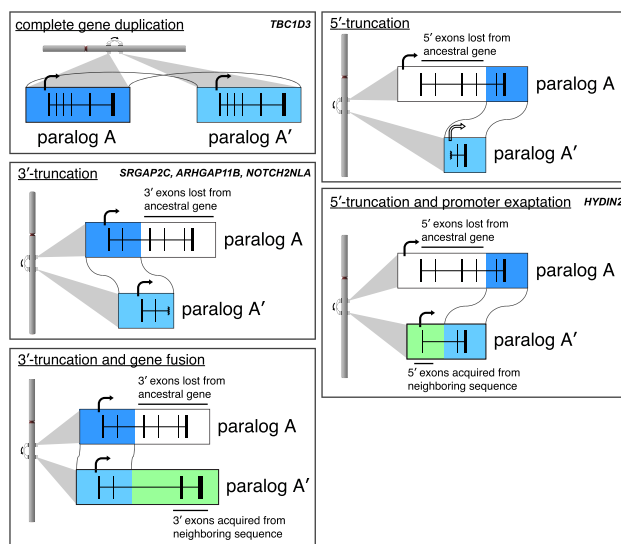 complete gene duplication
TBC1D3
paralog A
paralog A′
3′-truncation
SRGAP2C, ARHGAP11B, NOTCH2NLA
3′ exons lost from
ancestral gene
paralog A
paralog A′
3′-truncation and gene fusion
3′ exons lost from
ancestral gene
paralog A
paralog A′
3′ exons acquired from
neighboring sequence
5′-truncation
5′ exons lost from
ancestral gene
paralog A
paralog A′
5′-truncation and promoter exaptation
HYDIN2
5′ exons lost from
ancestral gene
paralog A
paralog A′
5′ exons acquired from
neighboring sequence